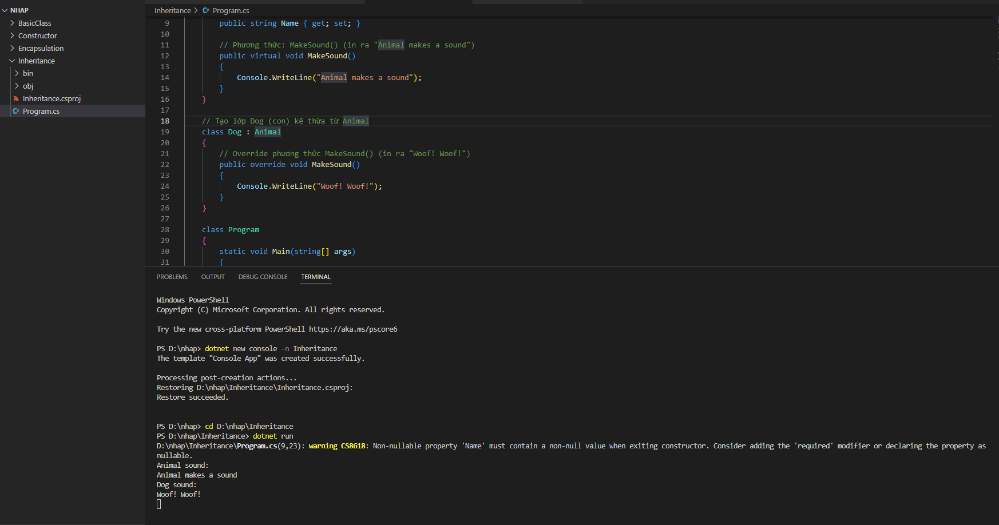 NHAP
BasicClass
Constructor
Encapsulation
Inheritance
bin
obj
Inheritance.csproj
Program.cs
Inheritance > Program.cs
9 public string Name { get; set; }
10
11 // Phương thức: MakeSound() (in ra "Animal makes a sound")
12 public virtual void MakeSound()
13 {
14 Console.WriteLine("Animal makes a sound");
15 }
16 }
17
18 // Tạo lớp Dog (con) kế thừa từ Animal
19 class Dog : Animal
20 {
21 // Override phương thức MakeSound() (in ra "Woof! Woof!")
22 public override void MakeSound()
23 {
24 Console.WriteLine("Woof! Woof!");
25 }
26 }
27
28 class Program
29 {
30 static void Main(string[] args)
31 {
PROBLEMS OUTPUT DEBUG CONSOLE TERMINAL
Windows PowerShell
Copyright (C) Microsoft Corporation. All rights reserved.
Try the new cross-platform PowerShell https://aka.ms/pscore6
PS D:\nhap> dotnet new console -n Inheritance
The template "Console App" was created successfully.
Processing post-creation actions...
Restoring D:\nhap\Inheritance\Inheritance.csproj:
Restore succeeded.
PS D:\nhap> cd D:\nhap\Inheritance
PS D:\nhap\Inheritance> dotnet run
D:\nhap\Inheritance\Program.cs(9,23): warning CS8618: Non-nullable property 'Name' must contain a non-null value when exiting constructor. Consider adding the 'required' modifier or declaring the property as
nullable.
Animal sound:
Animal makes a sound
Dog sound:
Woof! Woof!